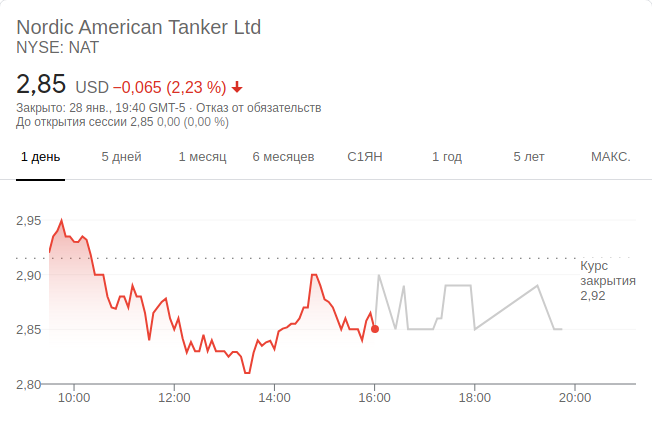 Nordic American Tanker Ltd
NYSE: NAT
2,85 USD −0,065 (2,23 %)
Закрыто: 28 янв., 19:40 GMT-5 · Отказ от обязательств
До открытия сессии 2,85 0,00 (0,00 %)
1 день 5 дней 1 месяц 6 месяцев С1ЯН 1 год 5 лет МАКС.
2,95
2,90
2,85
2,80
Курс
закрытия
2,92
10:00 12:00 14:00 16:00 18:00 20:00